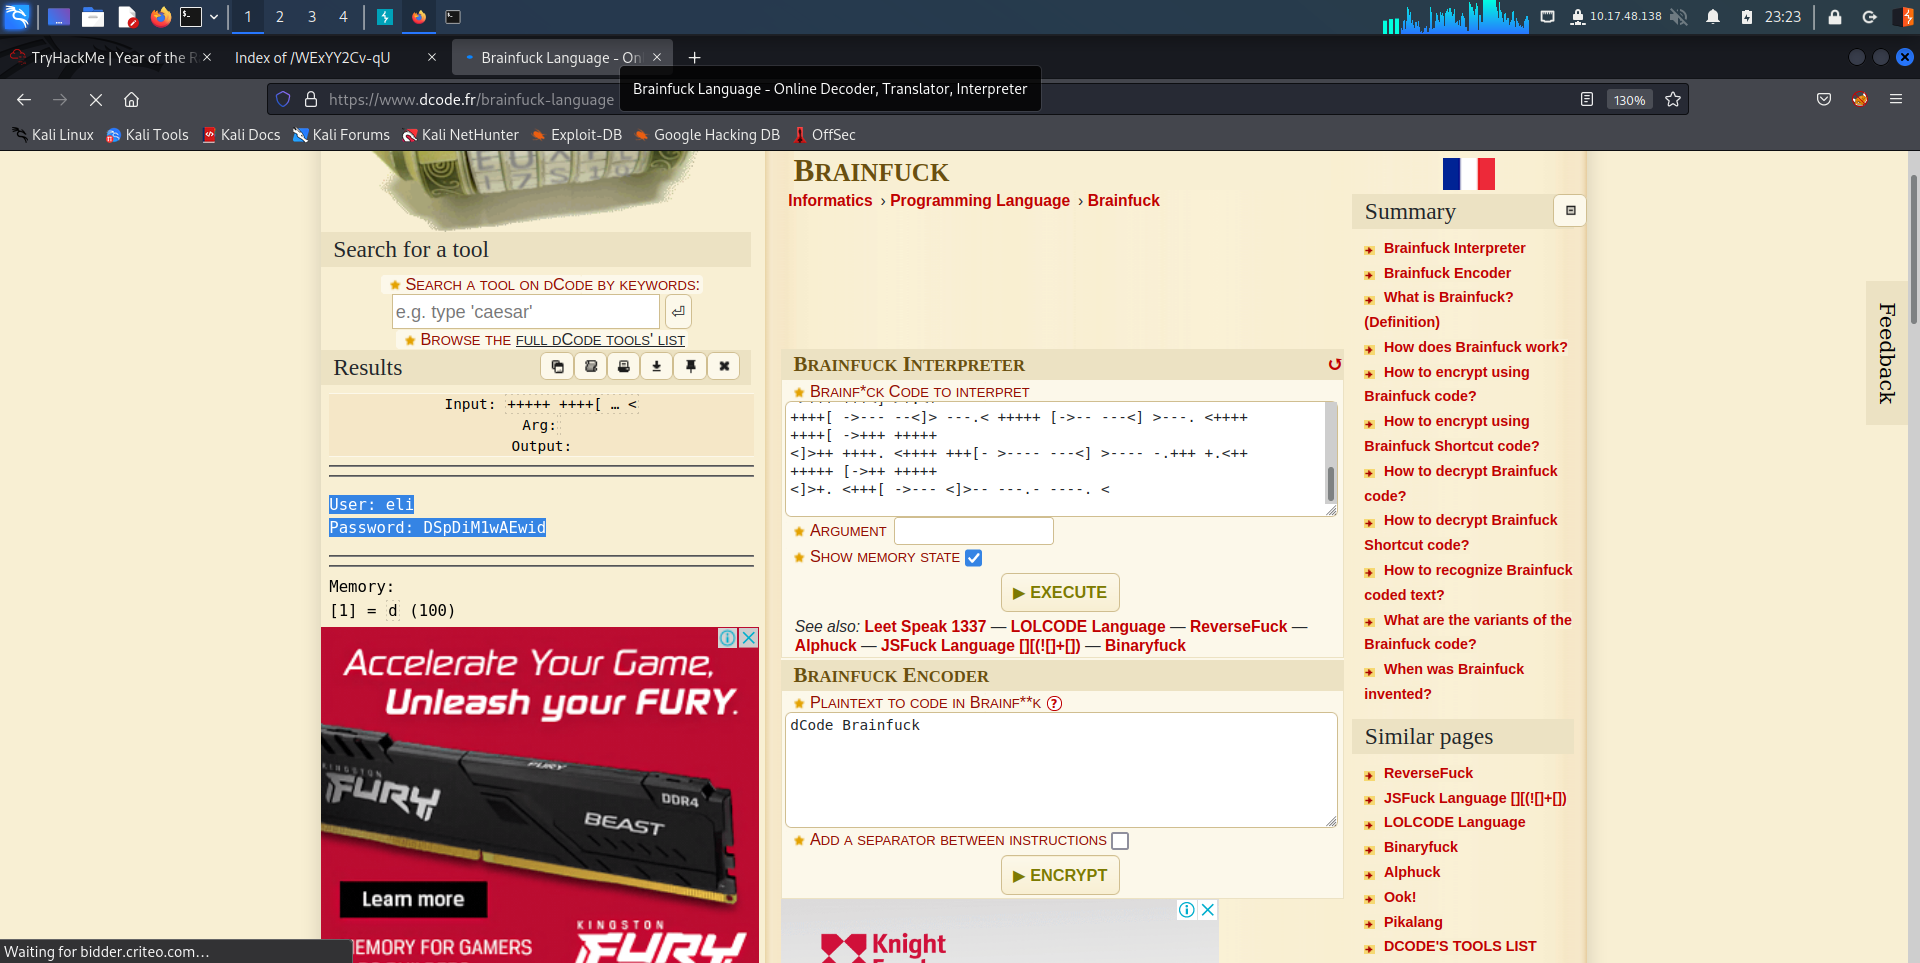 1 2 3 4
10.17.48.138
23:23
TryHackMe | Year of the R
Index of /WExYY2Cv-qU
Brainfuck Language - On
Brainfuck Language - Online Decoder, Translator, Interpreter
https://www.dcode.fr/brainfuck-language
130%
Kali Linux
Kali Tools
Kali Docs
Kali Forums
Kali NetHunter
Exploit-DB
Google Hacking DB
OffSec
Search for a tool
Search a tool on dCode by keywords:
e.g. type 'caesar'
Browse the full dCode tools' list
Results
Input: +++++ ++++[ … <
Arg:
Output:
User: eli
Password: DSpDiM1wAEwid
Memory:
[1] = d (100)
Accelerate Your Game,
Unleash your FURY.
KINGSTON
FURY
FURY
DDR4
BEAST
Learn more
KINGSTON
FURY
MEMORY FOR GAMERS
Brainfuck
Informatics › Programming Language › Brainfuck
Brainfuck Interpreter
Brainf*ck Code to interpret
++++[ ->--- --<]> ---.< +++++ [->-- ---<] >---. <++++
++++[ ->+++ +++++
<]>++ ++++. <++++ +++[- >---- ---<] >---- -.+++ +.<++
+++++ [->++ +++++
<]>+. <+++[ ->--- <]>-- ---.- ----. <
Argument
Show memory state
▶ EXECUTE
See also: Leet Speak 1337 — LOLCODE Language — ReverseFuck —
Alphuck — JSFuck Language [][(![]+[]) — Binaryfuck
Brainfuck Encoder
Plaintext to code in Brainf**k ?
dCode Brainfuck
Add a separator between instructions
▶ ENCRYPT
Knight
Summary
Brainfuck Interpreter
Brainfuck Encoder
What is Brainfuck?
(Definition)
How does Brainfuck work?
How to encrypt using
Brainfuck code?
How to encrypt using
Brainfuck Shortcut code?
How to decrypt Brainfuck
code?
How to decrypt Brainfuck
Shortcut code?
How to recognize Brainfuck
coded text?
What are the variants of the
Brainfuck code?
When was Brainfuck
invented?
Similar pages
ReverseFuck
JSFuck Language [][(![]+[])
LOLCODE Language
Binaryfuck
Alphuck
Ook!
Pikalang
DCODE'S TOOLS LIST
Feedback
Waiting for bidder.criteo.com…